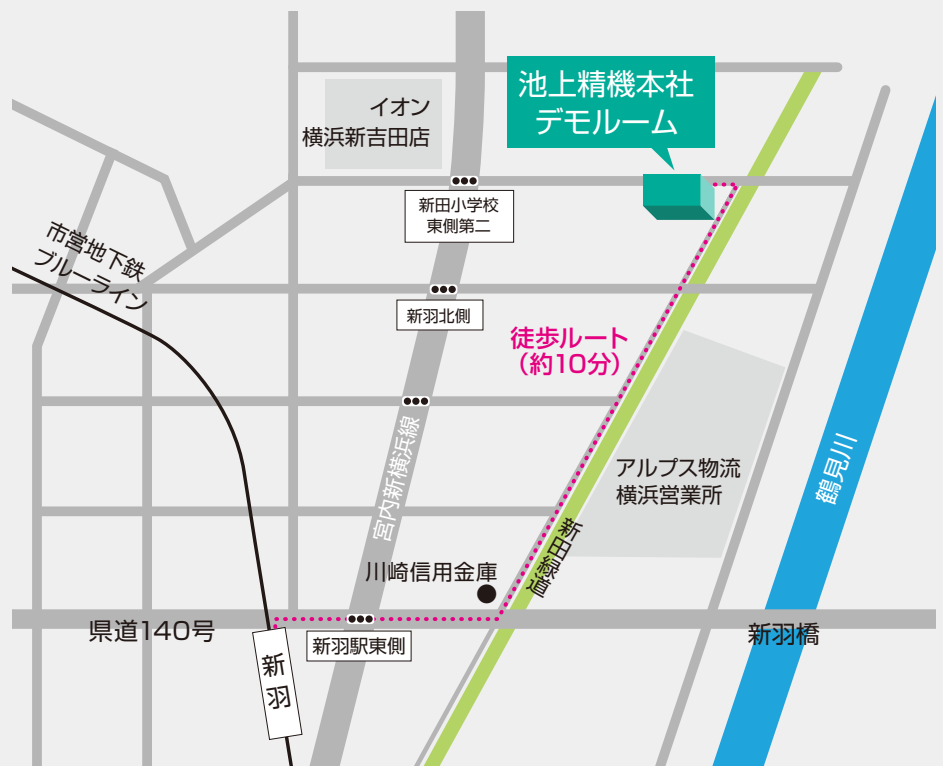 池上精機本社
デモルーム
イオン
横浜新吉田店
新田小学校
東側第二
市営地下鉄
ブルーライン
新羽北側
徒歩ルート
（約10分）
宮内新横浜線
アルプス物流
横浜営業所
鶴見川
新田緑道
川崎信用金庫
県道140号
新羽駅東側
新羽橋
新羽